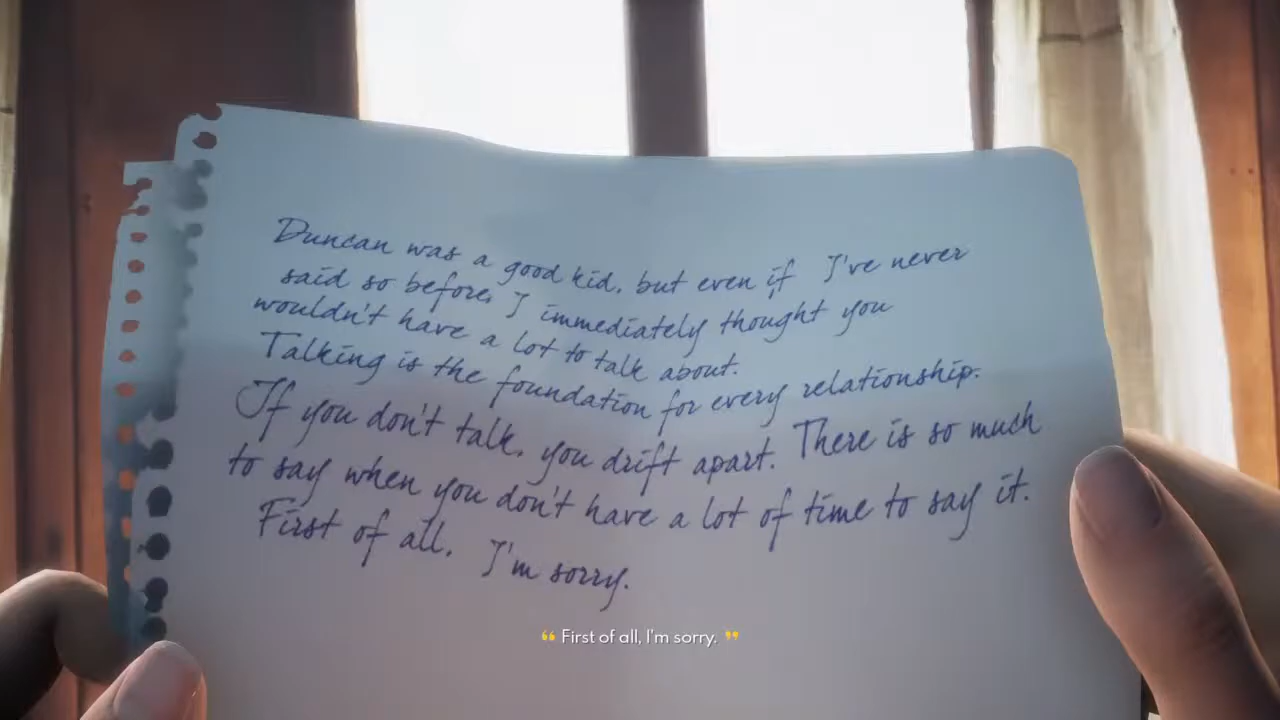 Duncan was a good kid, but even if I've never
said so before, I immediately thought you
wouldn't have a lot to talk about.
Talking is the foundation for every relationship.
If you don't talk, you drift apart. There is so much
to say when you don't have a lot of time to say it.
First of all, I'm sorry.
“ First of all, I'm sorry. ”